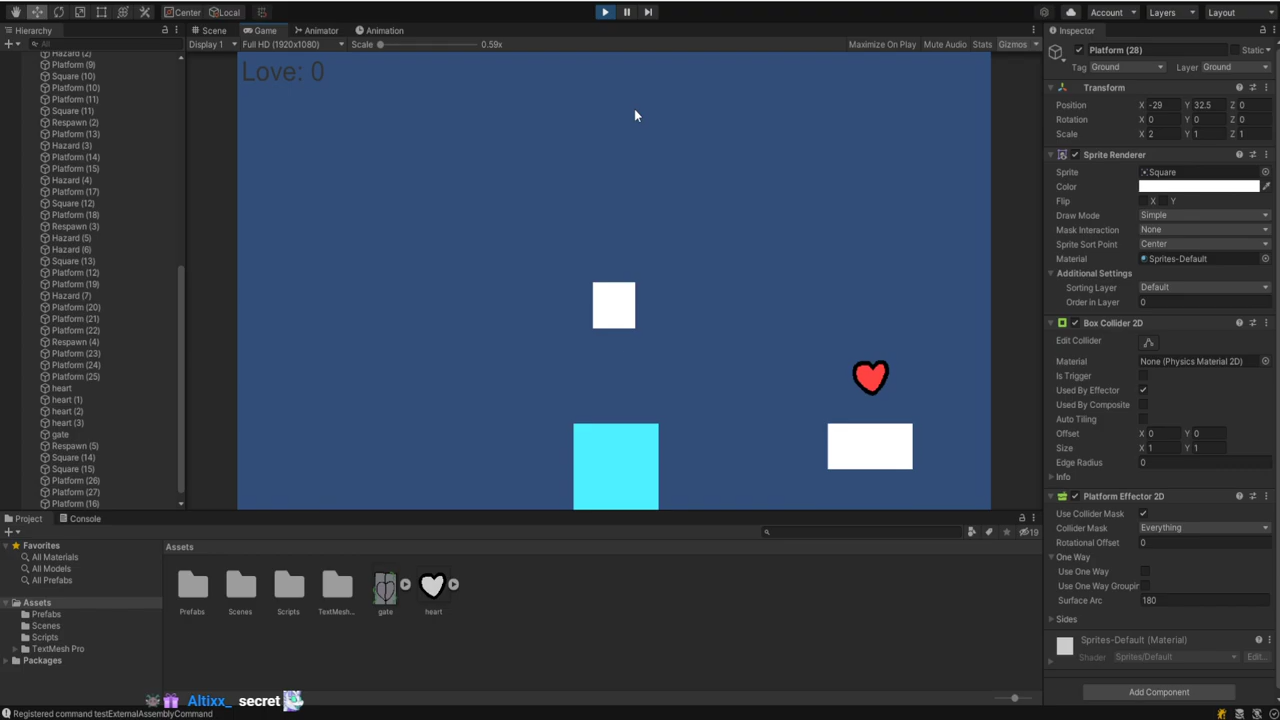 Center Local
Account Layers Layout
Hierarchy
Scene Game Animator Animation
Inspector
All
Display 1 Full HD (1920x1080) Scale 0.59x Maximize On Play Mute Audio Stats Gizmos
Platform (28) Static
Tag Ground Layer Ground
Hazard (2)
Platform (9)
Square (10)
Platform (10)
Platform (11)
Square (11)
Respawn (2)
Platform (13)
Hazard (3)
Platform (14)
Platform (15)
Hazard (4)
Platform (17)
Square (12)
Platform (18)
Respawn (3)
Hazard (5)
Hazard (6)
Square (13)
Platform (12)
Platform (19)
Hazard (7)
Platform (20)
Platform (21)
Platform (22)
Respawn (4)
Platform (23)
Platform (24)
Platform (25)
heart
heart (1)
heart (2)
heart (3)
gate
Respawn (5)
Square (14)
Square (15)
Platform (26)
Platform (27)
Platform (16)
Love: 0
Transform
Position X -29 Y 32.5 Z 0
Rotation X 0 Y 0 Z 0
Scale X 2 Y 1 Z 1
Sprite Renderer
Sprite Square
Color
Flip X Y
Draw Mode Simple
Mask Interaction None
Sprite Sort Point Center
Material Sprites-Default
Additional Settings
Sorting Layer Default
Order in Layer 0
Box Collider 2D
Edit Collider
Material None (Physics Material 2D)
Is Trigger
Used By Effector
Used By Composite
Auto Tiling
Offset X 0 Y 0
Size X 1 Y 1
Edge Radius 0
Info
Platform Effector 2D
Use Collider Mask
Collider Mask Everything
Rotational Offset 0
One Way
Use One Way
Use One Way Groupin
Surface Arc 180
Sides
Sprites-Default (Material)
Shader Sprites/Default Edit...
Add Component
Project Console
19
Favorites
All Materials
All Models
All Prefabs
Assets
Prefabs
Scenes
Scripts
TextMesh Pro
Packages
Assets
Prefabs Scenes Scripts TextMesh... gate heart
Altixx_ secret
Registered command testExternalAssemblyCommand